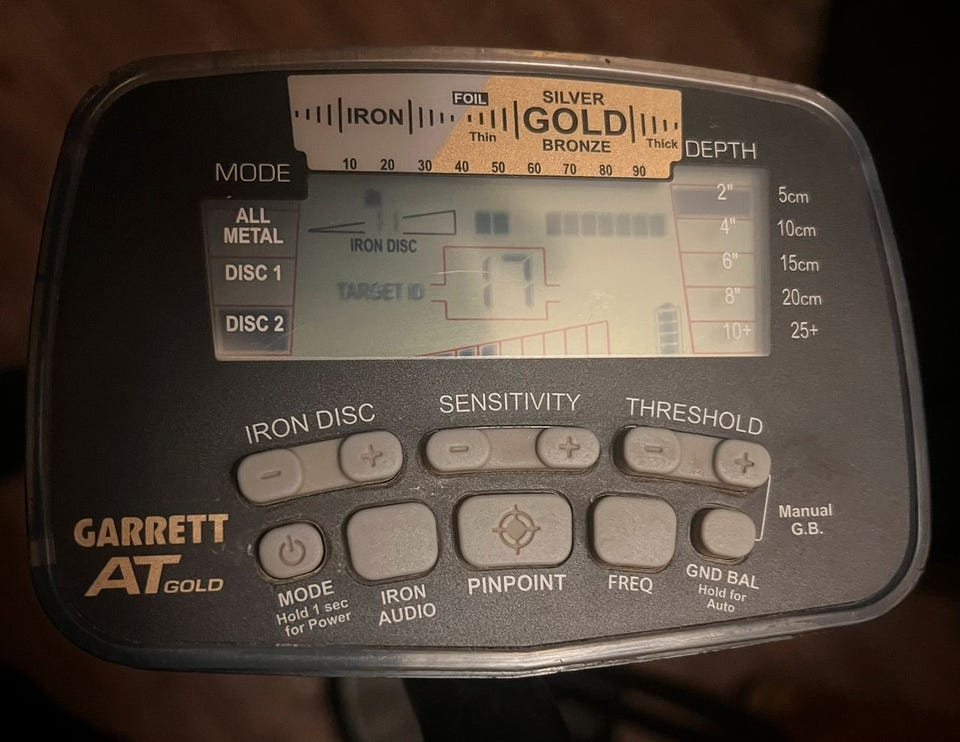 IRON
FOIL
Thin
SILVER
GOLD
BRONZE
Thick
10 20 30 40 50 60 70 80 90
MODE
DEPTH
ALL
METAL
DISC 1
DISC 2
IRON DISC
TARGET ID
17
2" 5cm
4" 10cm
6" 15cm
8" 20cm
10+ 25+
IRON DISC
SENSITIVITY
THRESHOLD
- +
- +
- +
Manual
G.B.
GARRETT
AT GOLD
MODE
Hold 1 sec
for Power
IRON
AUDIO
PINPOINT
FREQ
GND BAL
Hold for
Auto